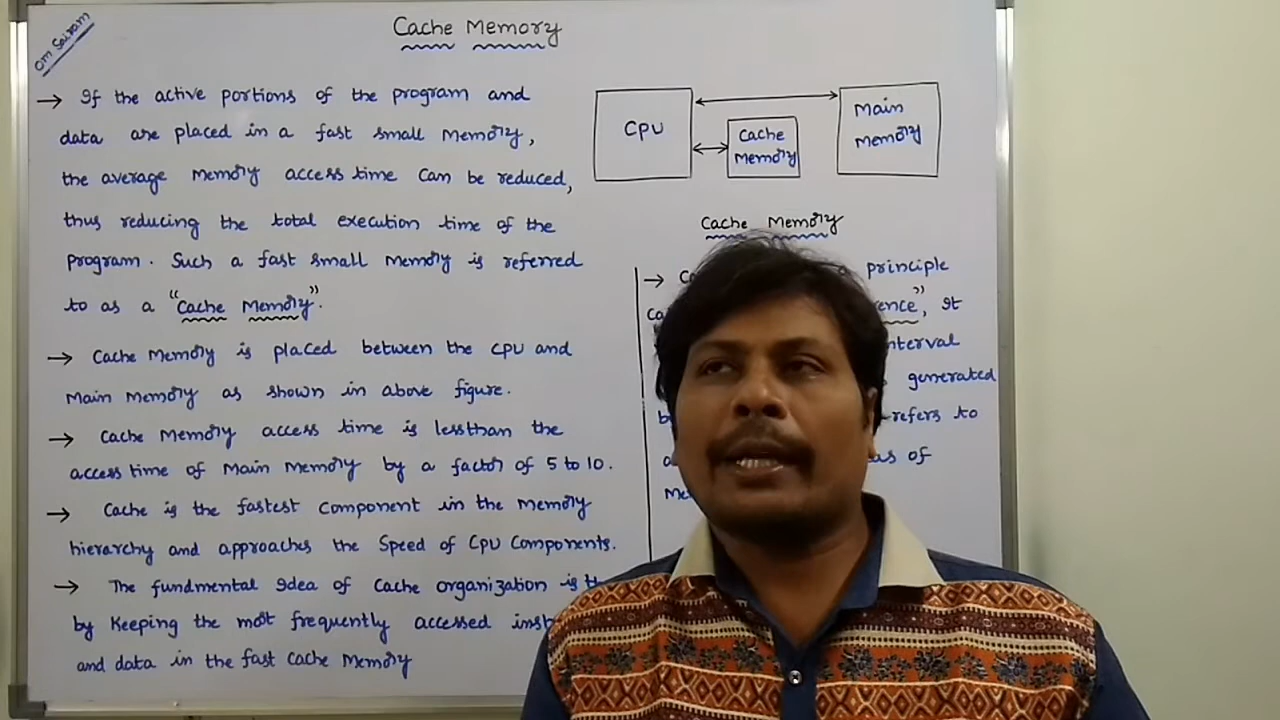 Om Sairam
Cache Memory
→ If the active portions of the program and
data are placed in a fast small memory,
the average memory access time can be reduced,
thus reducing the total execution time of the
program. Such a fast small memory is referred
to as a "Cache Memory".
→ Cache Memory is placed between the CPU and
Main Memory as shown in above figure.
→ Cache Memory access time is lessthan the
access time of Main Memory by a factor of 5 to 10.
→ Cache is the fastest component in the memory
hierarchy and approaches the speed of CPU components.
→ The fundmental idea of cache organization is
by keeping the most frequently accessed
and data in the fast cache memory
CPU
Cache
Memory
Main
Memory
Cache Memory
→ principle
", It
interval
generated
refers to
of